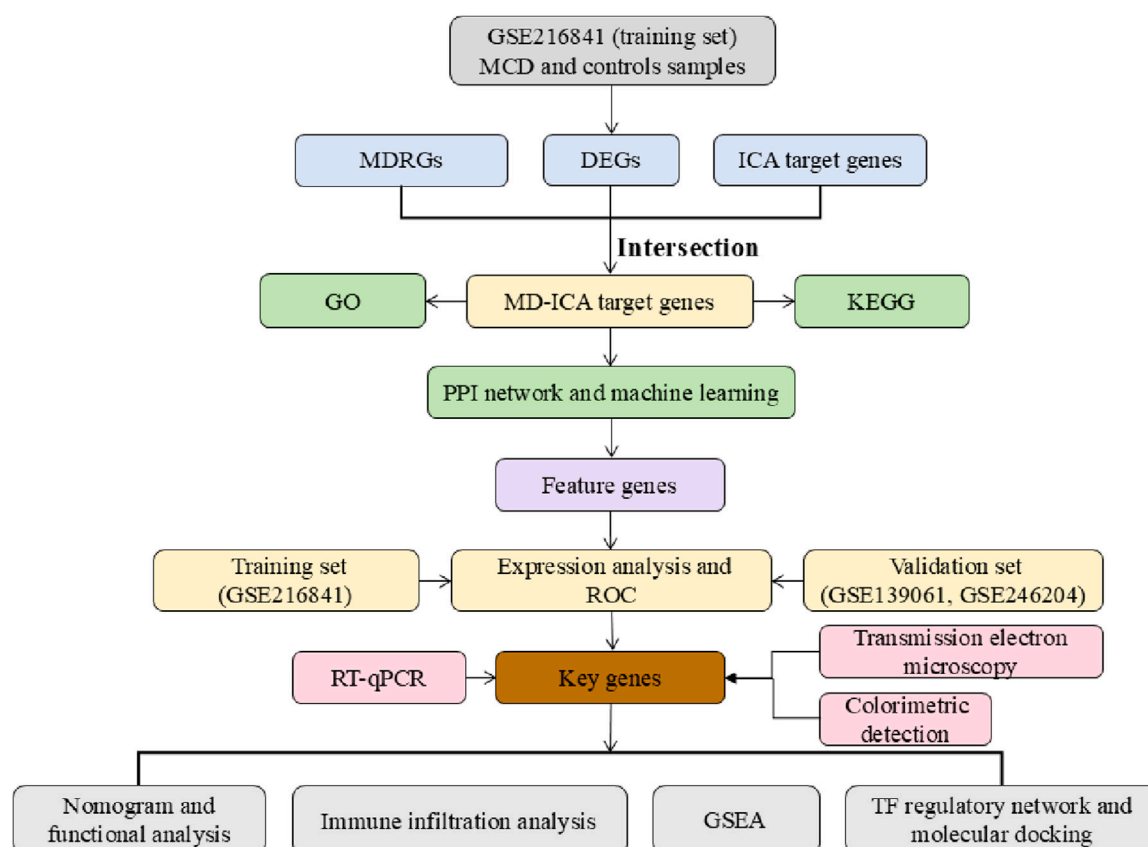 GSE216841 (training set)
MCD and controls samples
MDRGs
DEGs
ICA target genes
Intersection
GO
MD-ICA target genes
KEGG
PPI network and machine learning
Feature genes
Training set
(GSE216841)
Expression analysis and
ROC
Validation set
(GSE139061, GSE246204)
Transmission electron
microscopy
RT-qPCR
Key genes
Colorimetric
detection
Nomogram and
functional analysis
Immune infiltration analysis
GSEA
TF regulatory network and
molecular docking